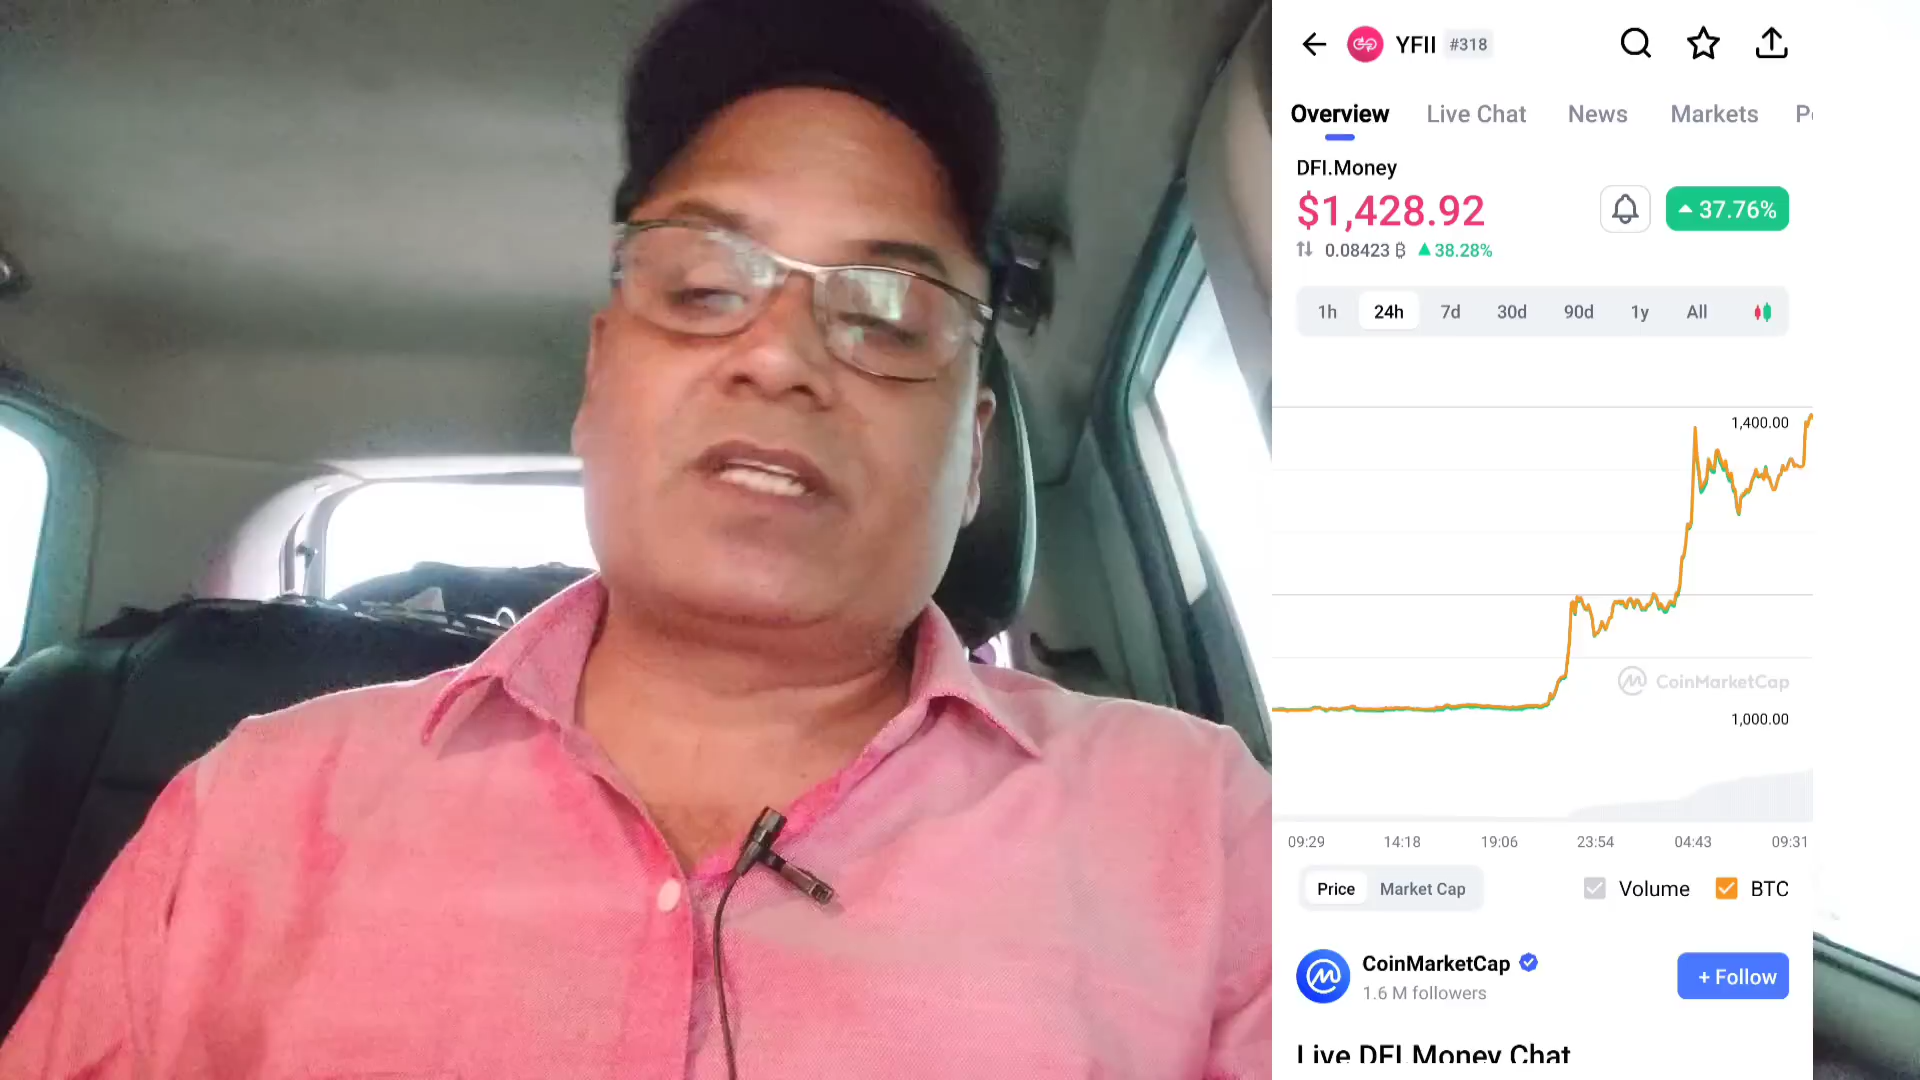 YFII #318
Overview Live Chat News Markets
DFI.Money
$1,428.92
37.76%
0.08423 ₿ 38.28%
1h 24h 7d 30d 90d 1y All
1,400.00
CoinMarketCap
1,000.00
09:29 14:18 19:06 23:54 04:43 09:31
Price Market Cap Volume BTC
CoinMarketCap
1.6 M followers
+ Follow
Live DFI.Money Chat